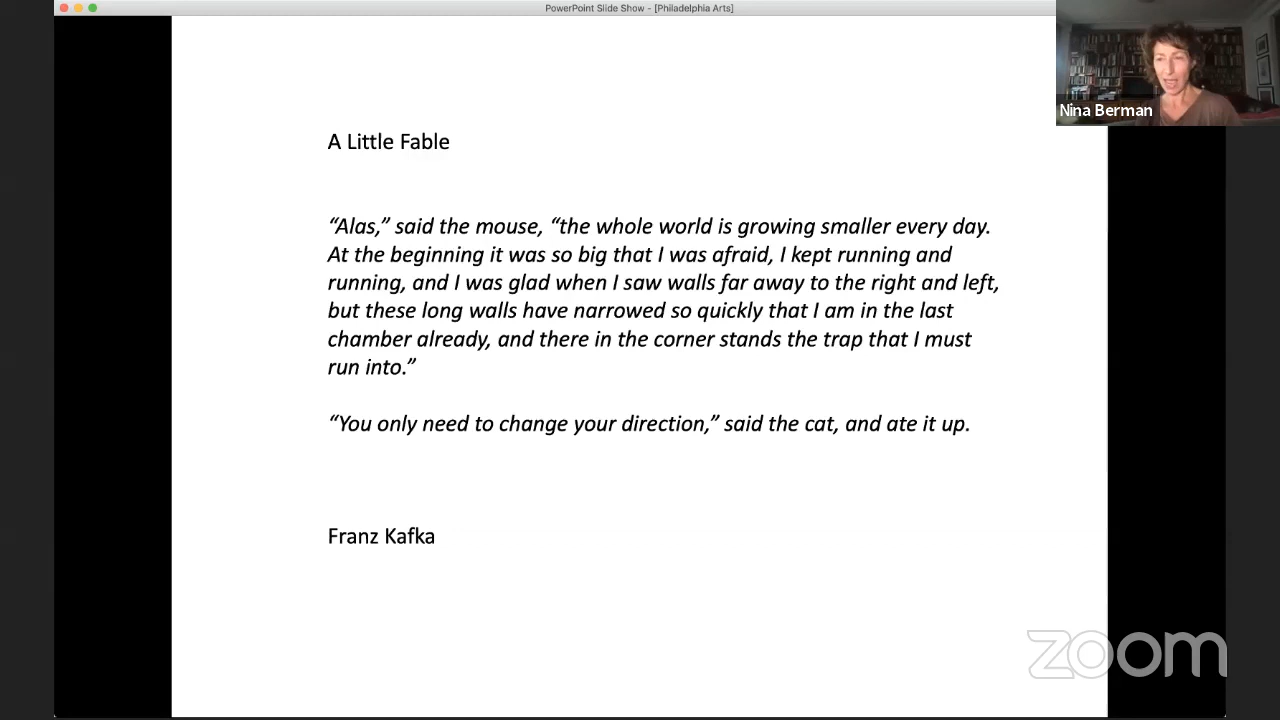 PowerPoint Slide Show - [Philadelphia Arts]
Nina Berman
A Little Fable
“Alas,” said the mouse, “the whole world is growing smaller every day.
At the beginning it was so big that I was afraid, I kept running and
running, and I was glad when I saw walls far away to the right and left,
but these long walls have narrowed so quickly that I am in the last
chamber already, and there in the corner stands the trap that I must
run into.”
“You only need to change your direction,” said the cat, and ate it up.
Franz Kafka
zoom